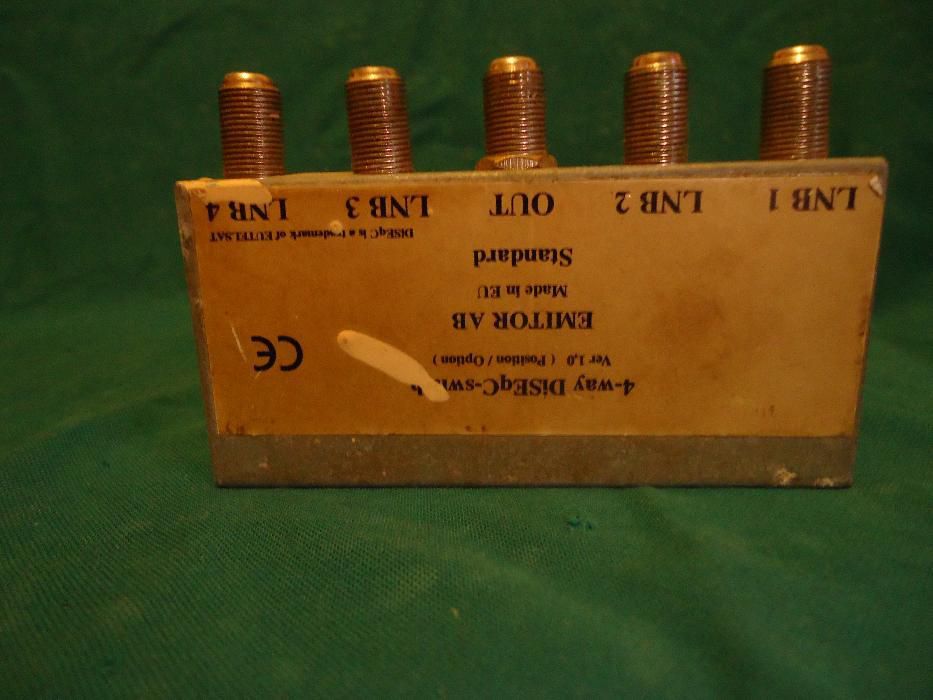 4-way DiSEqC-switch
Ver 1,0 ( Position / Option )
CE
EMITOR AB
Made in EU
Standard
DiSEqC is a trademark of EUTELSAT
LNB 1 LNB 2 OUT LNB 3 LNB 4